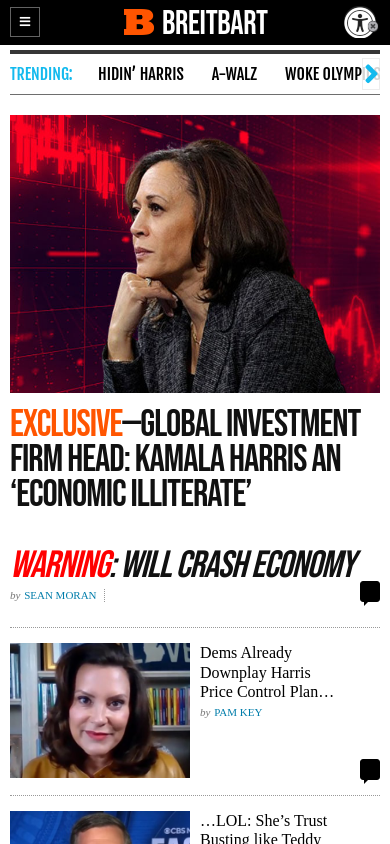 BREITBART
TRENDING:
HIDIN’ HARRIS
A-WALZ
WOKE OLYMP
EXCLUSIVE—GLOBAL INVESTMENT
FIRM HEAD: KAMALA HARRIS AN
‘ECONOMIC ILLITERATE’
WARNING: WILL CRASH ECONOMY
by SEAN MORAN
Dems Already
Downplay Harris
Price Control Plan…
by PAM KEY
CBS N
…LOL: She’s Trust
Busting like Teddy